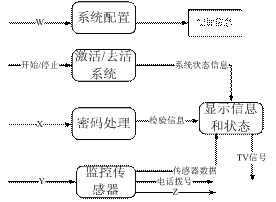 系统配置
W
激活/去活
系统
开始/停止
系统状态信息
显示信息
和状态
X
密码处理
检验信息
TV信号
监控传
感器
Y
传感器数据
电话拨号
Z